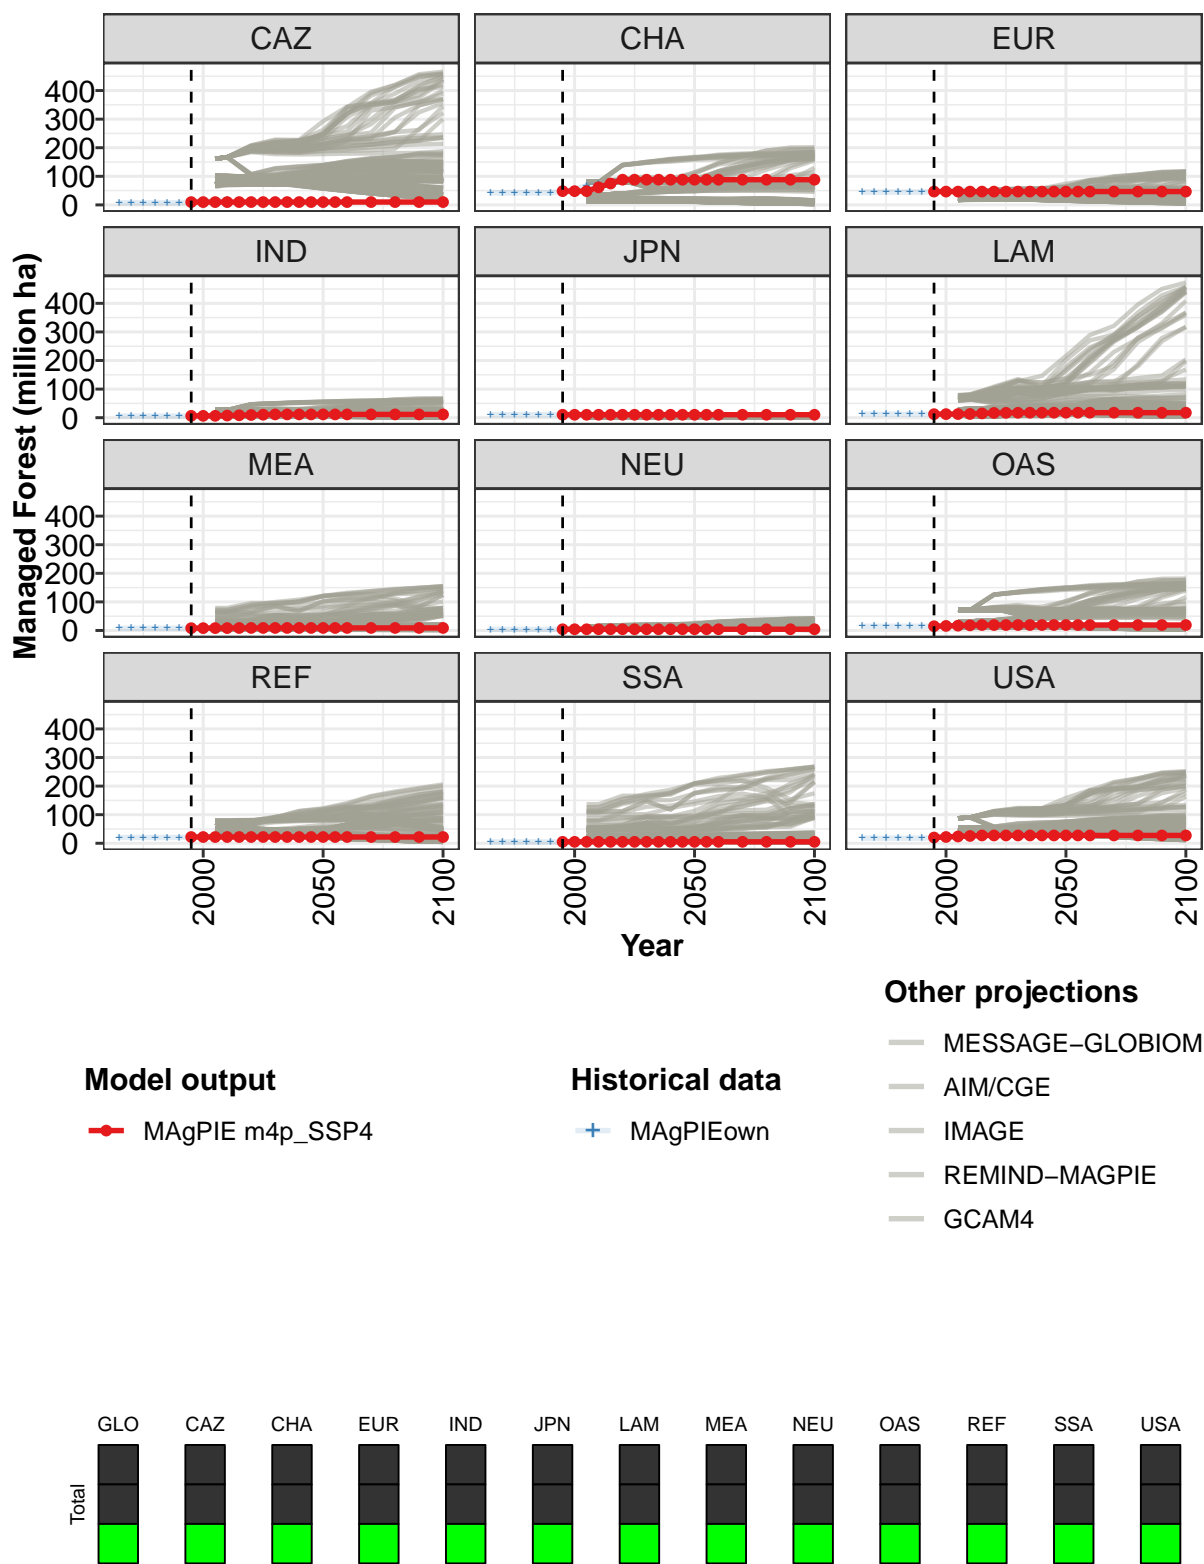 CAZ CHA EUR
400
300
200
100
0
IND JPN LAM
400
300
200
100
0
MEA NEU OAS
400
300
200
100
0
REF SSA USA
400
300
200
100
0
Managed Forest (million ha)
2000 2050 2100 2000 2050 2100 2000 2050 2100
Year
Other projections
MESSAGE−GLOBIOM
AIM/CGE
IMAGE
REMIND−MAGPIE
GCAM4
Model output
MAgPIE m4p_SSP4
Historical data
MAgPIEown
GLO CAZ CHA EUR IND JPN LAM MEA NEU OAS REF SSA USA
Total